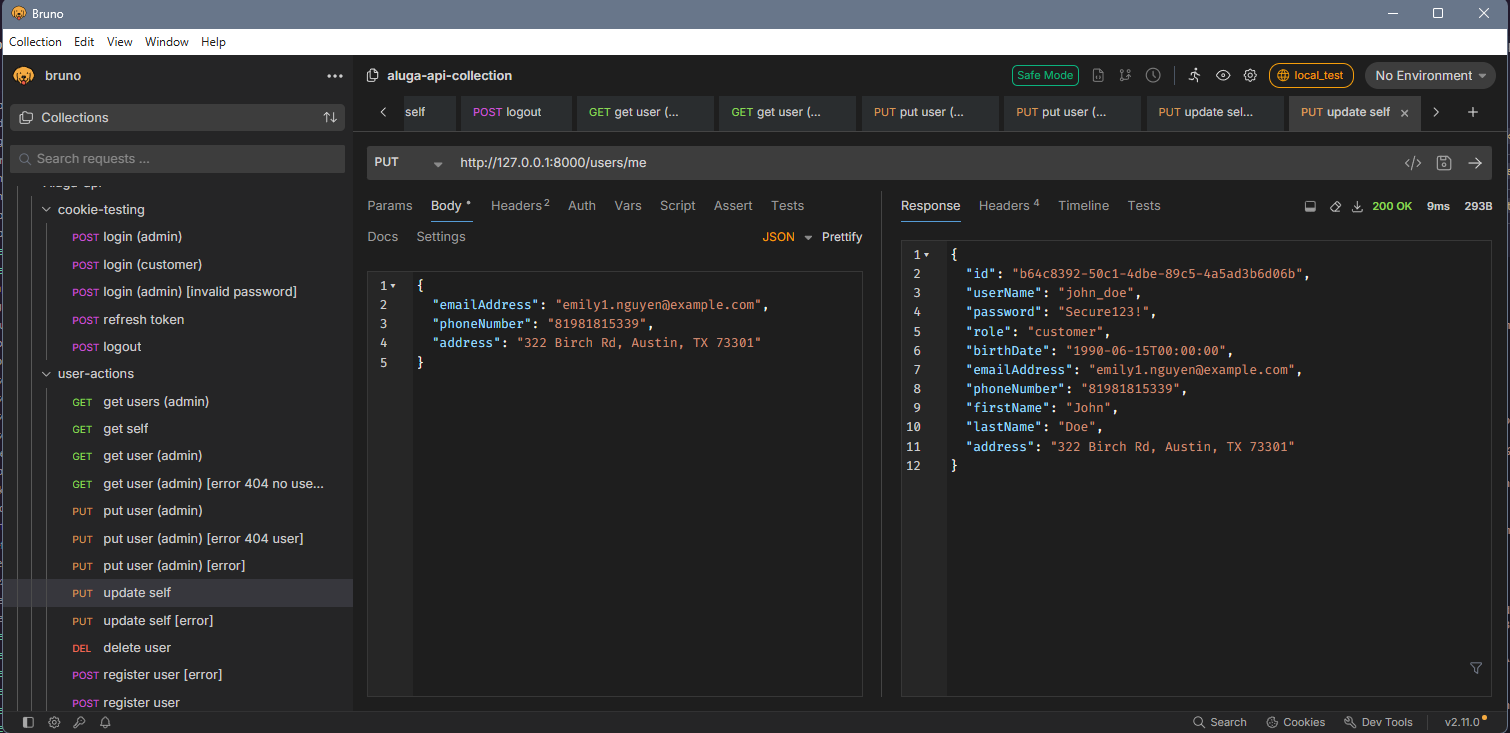 Bruno
Collection Edit View Window Help
bruno
aluga-api-collection
Safe Mode
local_test
No Environment
Collections
self
POST logout
GET get user (...
GET get user (...
PUT put user (...
PUT put user (...
PUT update sel...
PUT update self
Search requests ...
cookie-testing
POST login (admin)
POST login (customer)
POST login (admin) [invalid password]
POST refresh token
POST logout
user-actions
GET get users (admin)
GET get self
GET get user (admin)
GET get user (admin) [error 404 no use...
PUT put user (admin)
PUT put user (admin) [error 404 user]
PUT put user (admin) [error]
PUT update self
PUT update self [error]
DEL delete user
POST register user [error]
POST register user
PUT http://127.0.0.1:8000/users/me
Params Body Headers 2 Auth Vars Script Assert Tests
Docs Settings
JSON Prettify
1 {
2 "emailAddress": "emily1.nguyen@example.com",
3 "phoneNumber": "81981815339",
4 "address": "322 Birch Rd, Austin, TX 73301"
5 }
Response Headers 4 Timeline Tests
200 OK 9ms 293B
1 {
2 "id": "b64c8392-50c1-4dbe-89c5-4a5ad3b6d06b",
3 "userName": "john_doe",
4 "password": "Secure123!",
5 "role": "customer",
6 "birthDate": "1990-06-15T00:00:00",
7 "emailAddress": "emily1.nguyen@example.com",
8 "phoneNumber": "81981815339",
9 "firstName": "John",
10 "lastName": "Doe",
11 "address": "322 Birch Rd, Austin, TX 73301"
12 }
Search Cookies Dev Tools v2.11.0